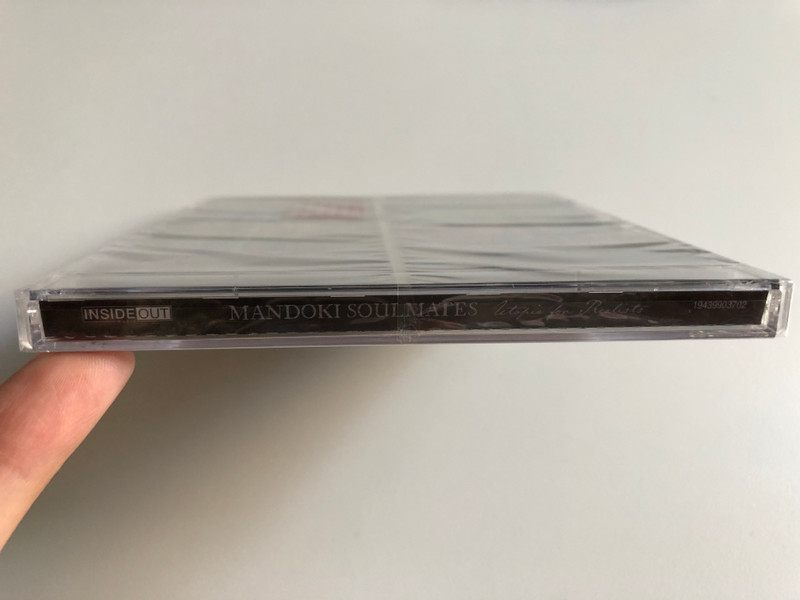 INSIDEOUT MANDOKI SOULMATES Utopia for Realists 19439903702